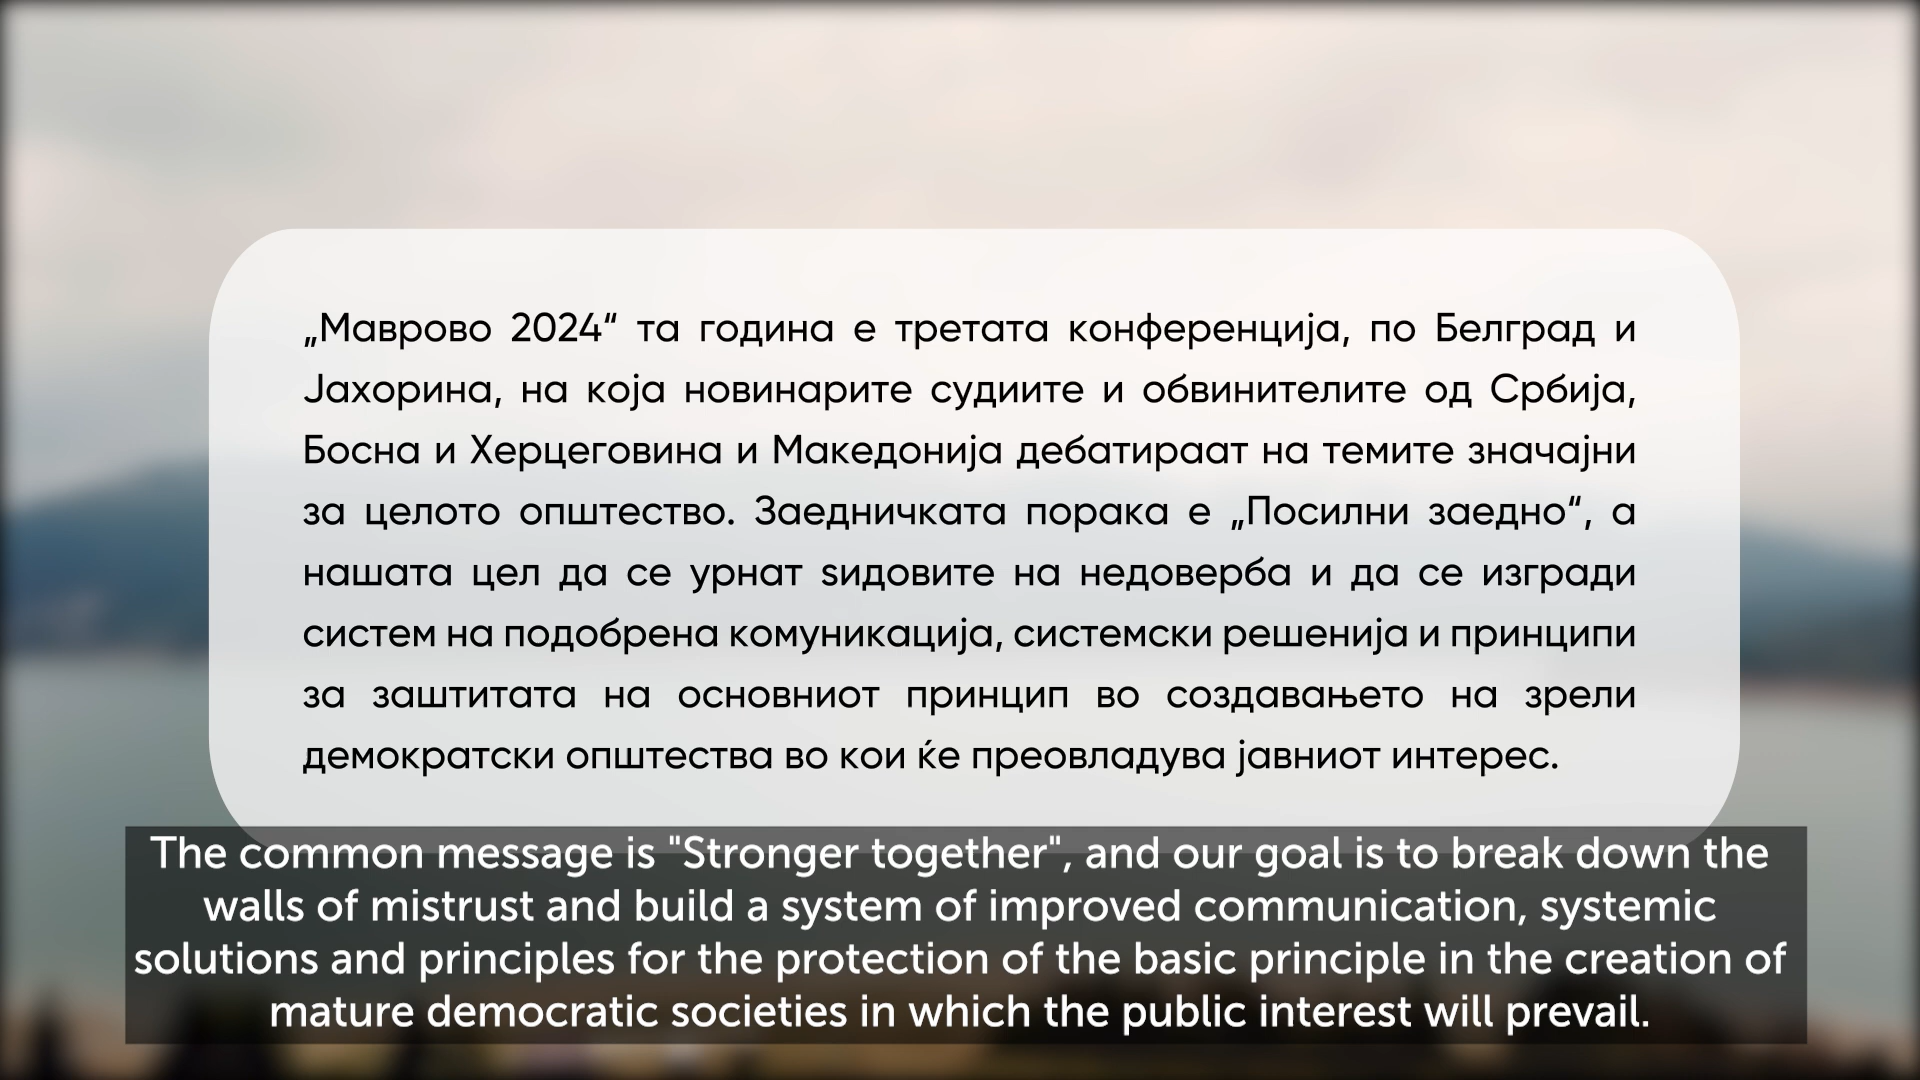 „Маврово 2024“ та година е третата конференција, по Белград и
Јахорина, на која новинарите судиите и обвинителите од Србија,
Босна и Херцеговина и Македонија дебатираат на темите значајни
за целото општество. Заедничката порака е „Посилни заедно“, а
нашата цел да се урнат ѕидовите на недоверба и да се изгради
систем на подобрена комуникација, системски решенија и принципи
за заштитата на основниот принцип во создавањето на зрели
демократски општества во кои ќе преовладува јавниот интерес.
The common message is "Stronger together", and our goal is to break down the
walls of mistrust and build a system of improved communication, systemic
solutions and principles for the protection of the basic principle in the creation of
mature democratic societies in which the public interest will prevail.